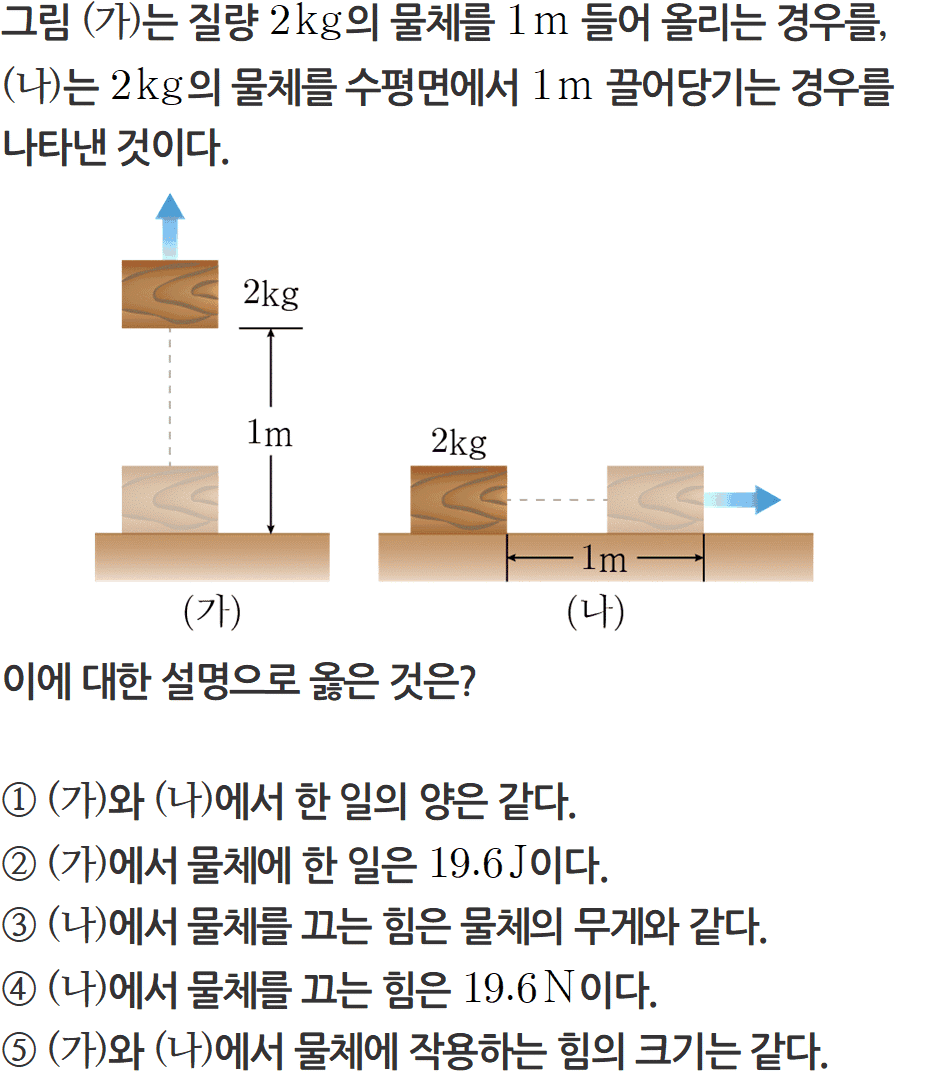 그림 (가)는 질량 2kg의 물체를 1m 들어 올리는 경우를,
(나)는 2kg의 물체를 수평면에서 1m 끌어당기는 경우를
나타낸 것이다.
2kg
1m
2kg
1m
(가)
(나)
이에 대한 설명으로 옳은 것은?
① (가)와 (나)에서 한 일의 양은 같다.
② (가)에서 물체에 한 일은 19.6J이다.
③ (나)에서 물체를 끄는 힘은 물체의 무게와 같다.
④ (나)에서 물체를 끄는 힘은 19.6N이다.
⑤ (가)와 (나)에서 물체에 작용하는 힘의 크기는 같다.